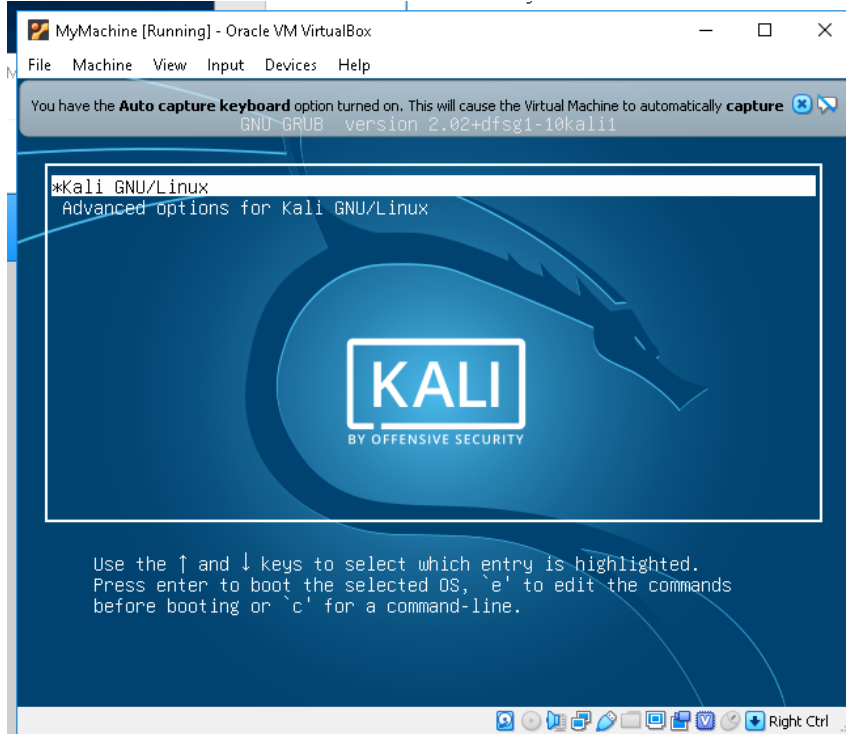 MyMachine [Running] - Oracle VM VirtualBox
File Machine View Input Devices Help
You have the Auto capture keyboard option turned on. This will cause the Virtual Machine to automatically capture
GNU GRUB version 2.02+dfsg1-10kali1
*Kali GNU/Linux
Advanced options for Kali GNU/Linux
KALI
BY OFFENSIVE SECURITY
Use the ↑ and ↓ keys to select which entry is highlighted.
Press enter to boot the selected OS, `e' to edit the commands
before booting or `c' for a command-line.
Right Ctrl